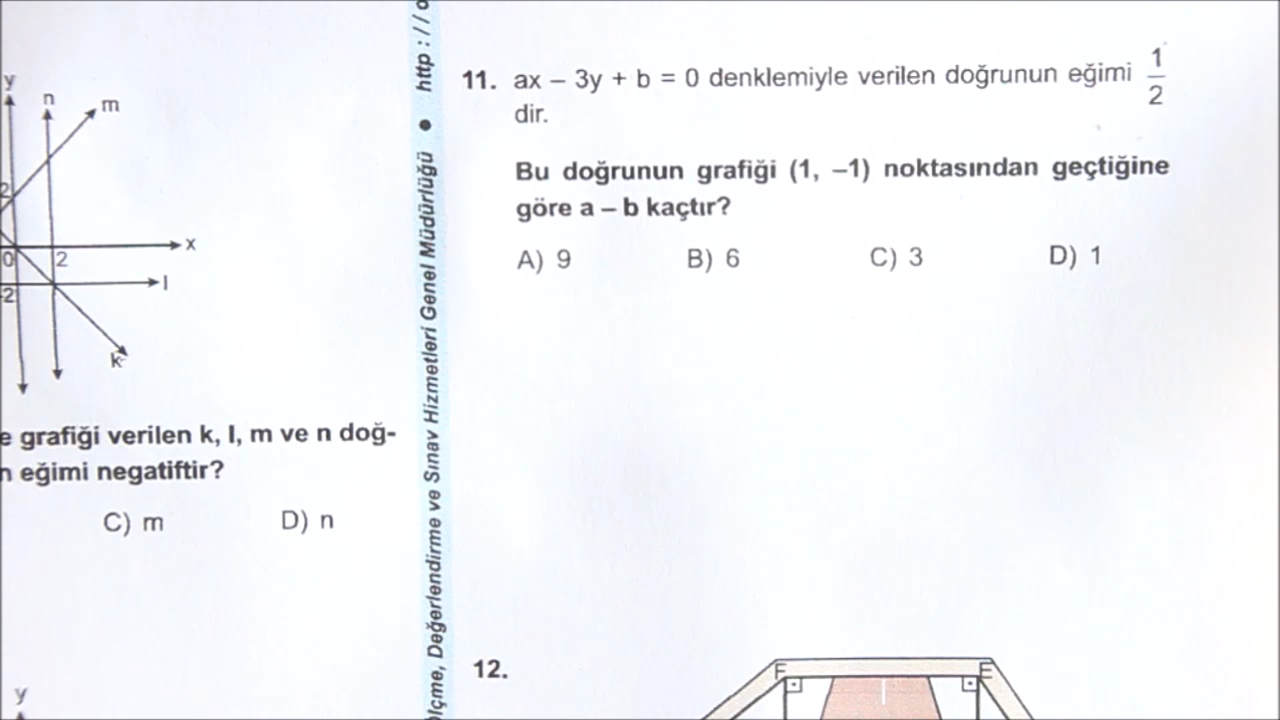 y
n
m
2
x
0
2
l
-2
k
e grafiği verilen k, l, m ve n doğ-
n eğimi negatiftir?
C) m
D) n
y
lçme, Değerlendirme ve Sınav Hizmetleri Genel Müdürlüğü ● http : / /
11. ax – 3y + b = 0 denklemiyle verilen doğrunun eğimi 1/2
dir.
Bu doğrunun grafiği (1, –1) noktasından geçtiğine
göre a – b kaçtır?
A) 9
B) 6
C) 3
D) 1
12.
F
E